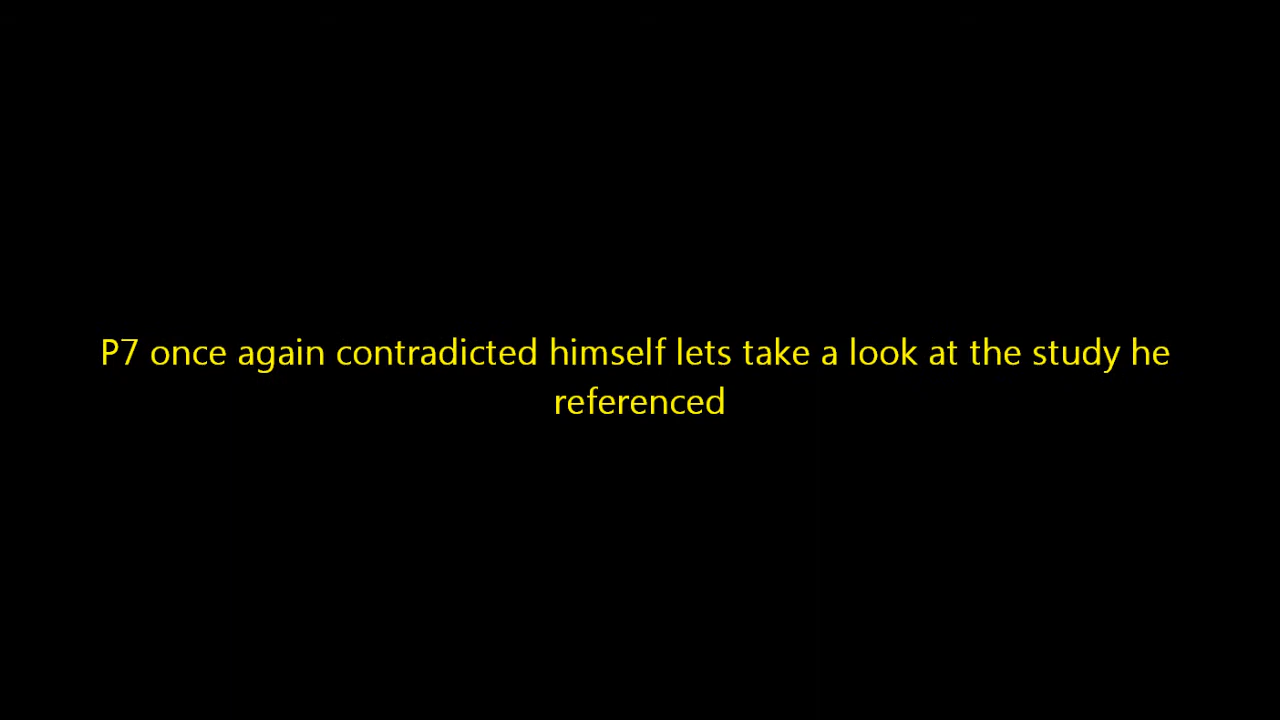 P7 once again contradicted himself lets take a look at the study he
referenced